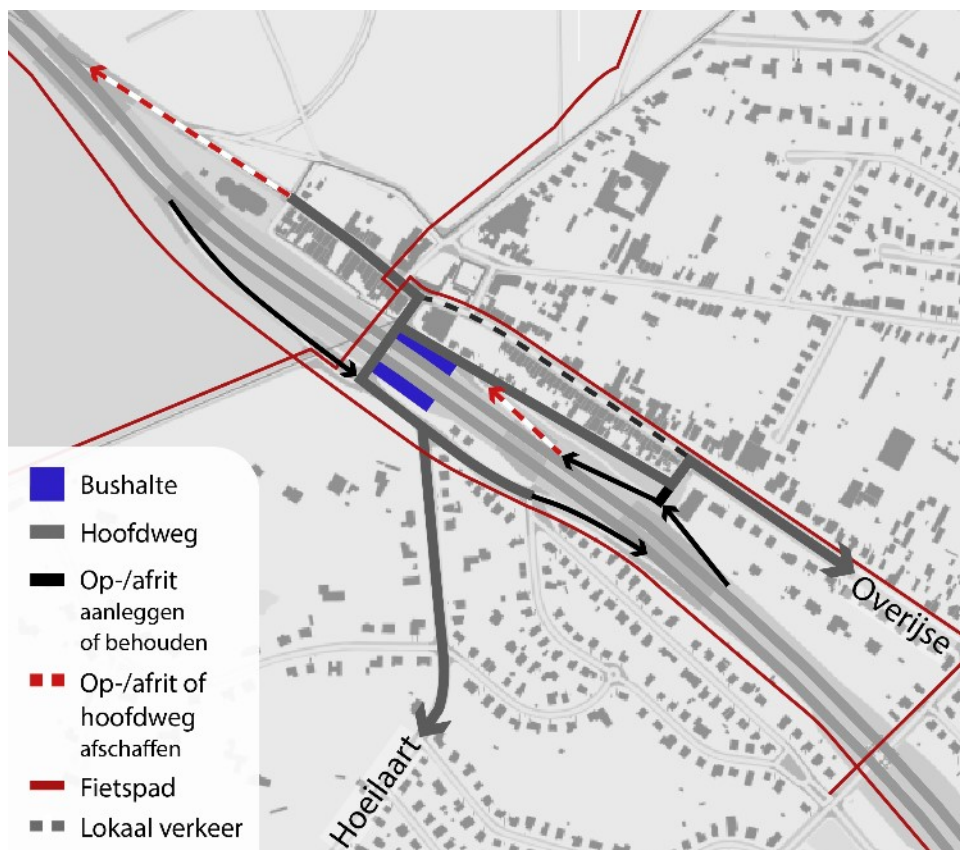 Bushalte
Hoofdweg
Op-/afrit
aanleggen
of behouden
Op-/afrit of
hoofdweg
afschaffen
Fietspad
Lokaal verkeer
Hoeilaart
Overijse